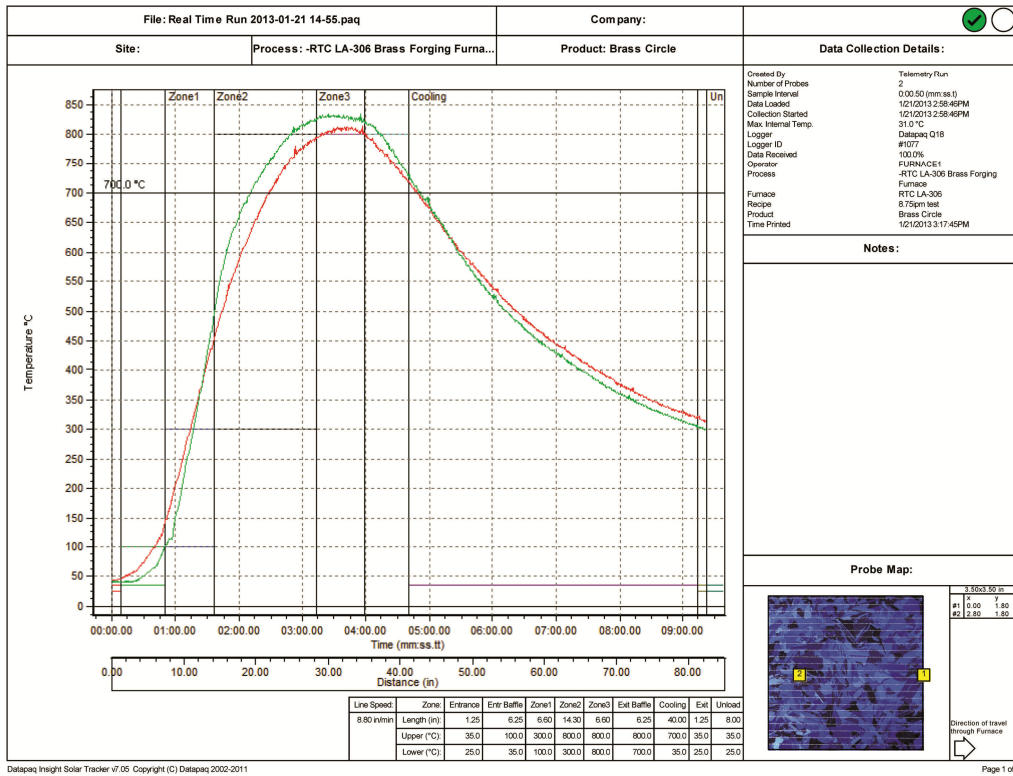 File: Real Time Run 2013-01-21 14-55.paq
Company:
Site:
Process: -RTC LA-306 Brass Forging Furna...
Product: Brass Circle
Data Collection Details:
Created By Telemetry Run
Number of Probes 2
Sample Interval 0:00.50 (mm:ss.t)
Data Loaded 1/21/2013 2:58:46PM
Collection Started 1/21/2013 2:58:46PM
Max. Internal Temp. 31.0 °C
Logger Datapaq Q18
Logger ID #1077
Data Received 100.0%
Operator FURNACE1
Process -RTC LA-306 Brass Forging
Furnace
Furnace RTC LA-306
Recipe 8.75ipm test
Product Brass Circle
Time Printed 1/21/2013 3:17:45PM
Notes:
Zone1 Zone2 Zone3 Cooling Un
850
800
750
700
650
600
550
500
450
400
350
300
250
200
150
100
50
0
700.0 °C
Temperature °C
00:00.00 01:00.00 02:00.00 03:00.00 04:00.00 05:00.00 06:00.00 07:00.00 08:00.00 09:00.00
Time (mm:ss.tt)
0.00 10.00 20.00 30.00 40.00 50.00 60.00 70.00 80.00
Distance (in)
Probe Map:
3.50x3.50 in
x y
#1 0.00 1.80
#2 2.80 1.80
2
1
Direction of travel
through Furnace
Line Speed: Zone: Entrance Entr Baffle Zone1 Zone2 Zone3 Exit Baffle Cooling Exit Unload
8.80 in/min Length (in): 1.25 6.25 6.60 14.30 6.60 6.25 40.00 1.25 8.00
Upper (°C): 35.0 100.0 300.0 800.0 800.0 800.0 700.0 35.0 35.0
Lower (°C): 25.0 35.0 100.0 300.0 800.0 700.0 35.0 25.0 25.0
Datapaq Insight Solar Tracker v7.05 Copyright (C) Datapaq 2002-2011
Page 1 of